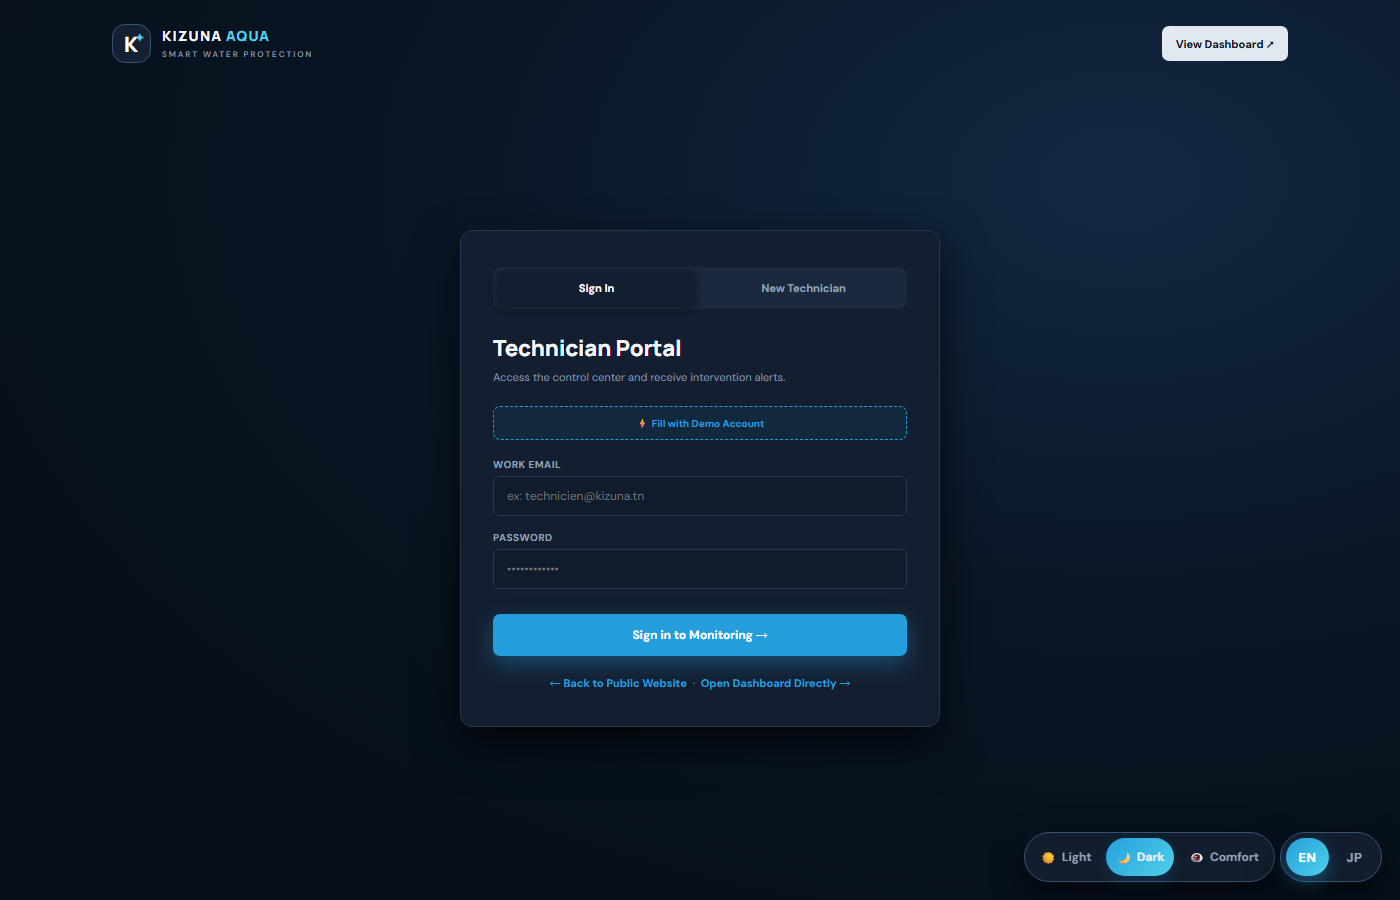 K
KIZUNA AQUA
SMART WATER PROTECTION
View Dashboard ↗
Sign In
New Technician
Technician Portal
Access the control center and receive intervention alerts.
Fill with Demo Account
WORK EMAIL
ex: technicien@kizuna.tn
PASSWORD
••••••••••••
Sign in to Monitoring →
← Back to Public Website · Open Dashboard Directly →
Light
Dark
Comfort
EN
JP